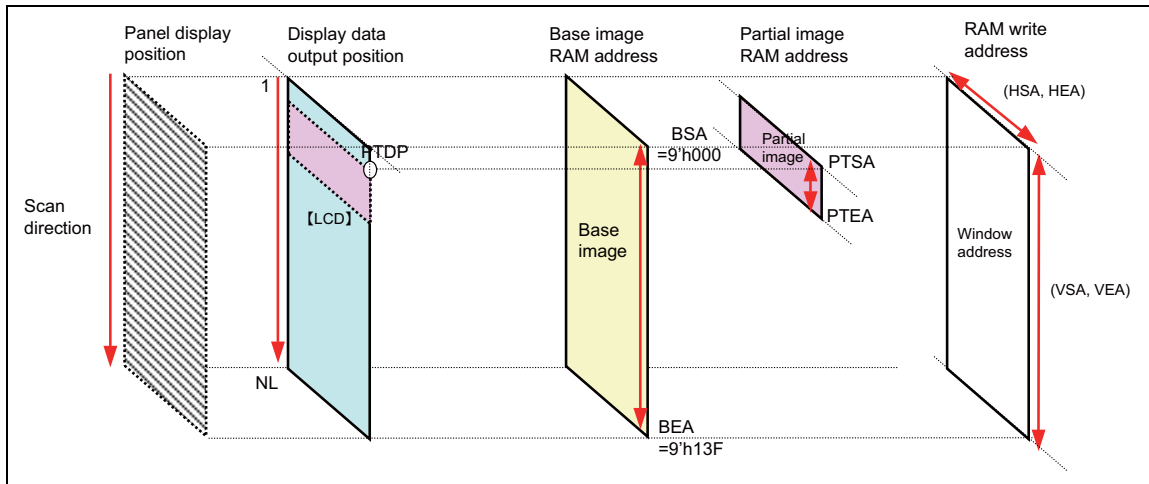 Panel display
position
Display data
output position
Base image
RAM address
Partial image
RAM address
RAM write
address
1
(HSA, HEA)
BSA
=9'h000
Partial
image
PTDP
PTSA
PTEA
Scan
direction
【LCD】
Base
image
Window
address
(VSA, VEA)
NL
BEA
=9'h13F